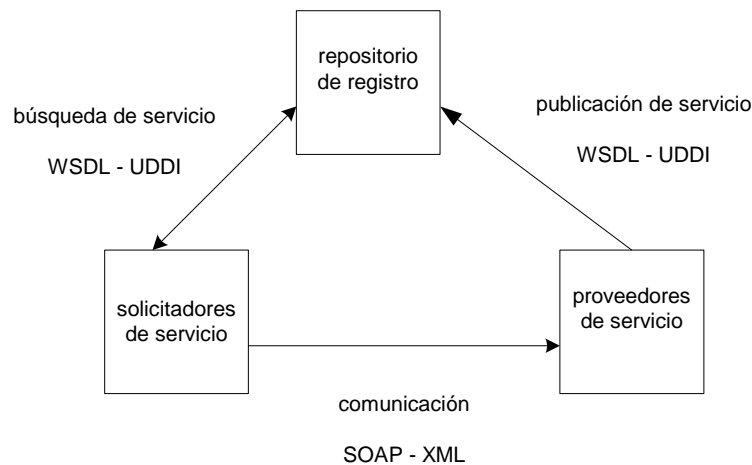 repositorio
de registro
búsqueda de servicio
WSDL - UDDI
publicación de servicio
WSDL - UDDI
solicitadores
de servicio
proveedores
de servicio
comunicación
SOAP - XML